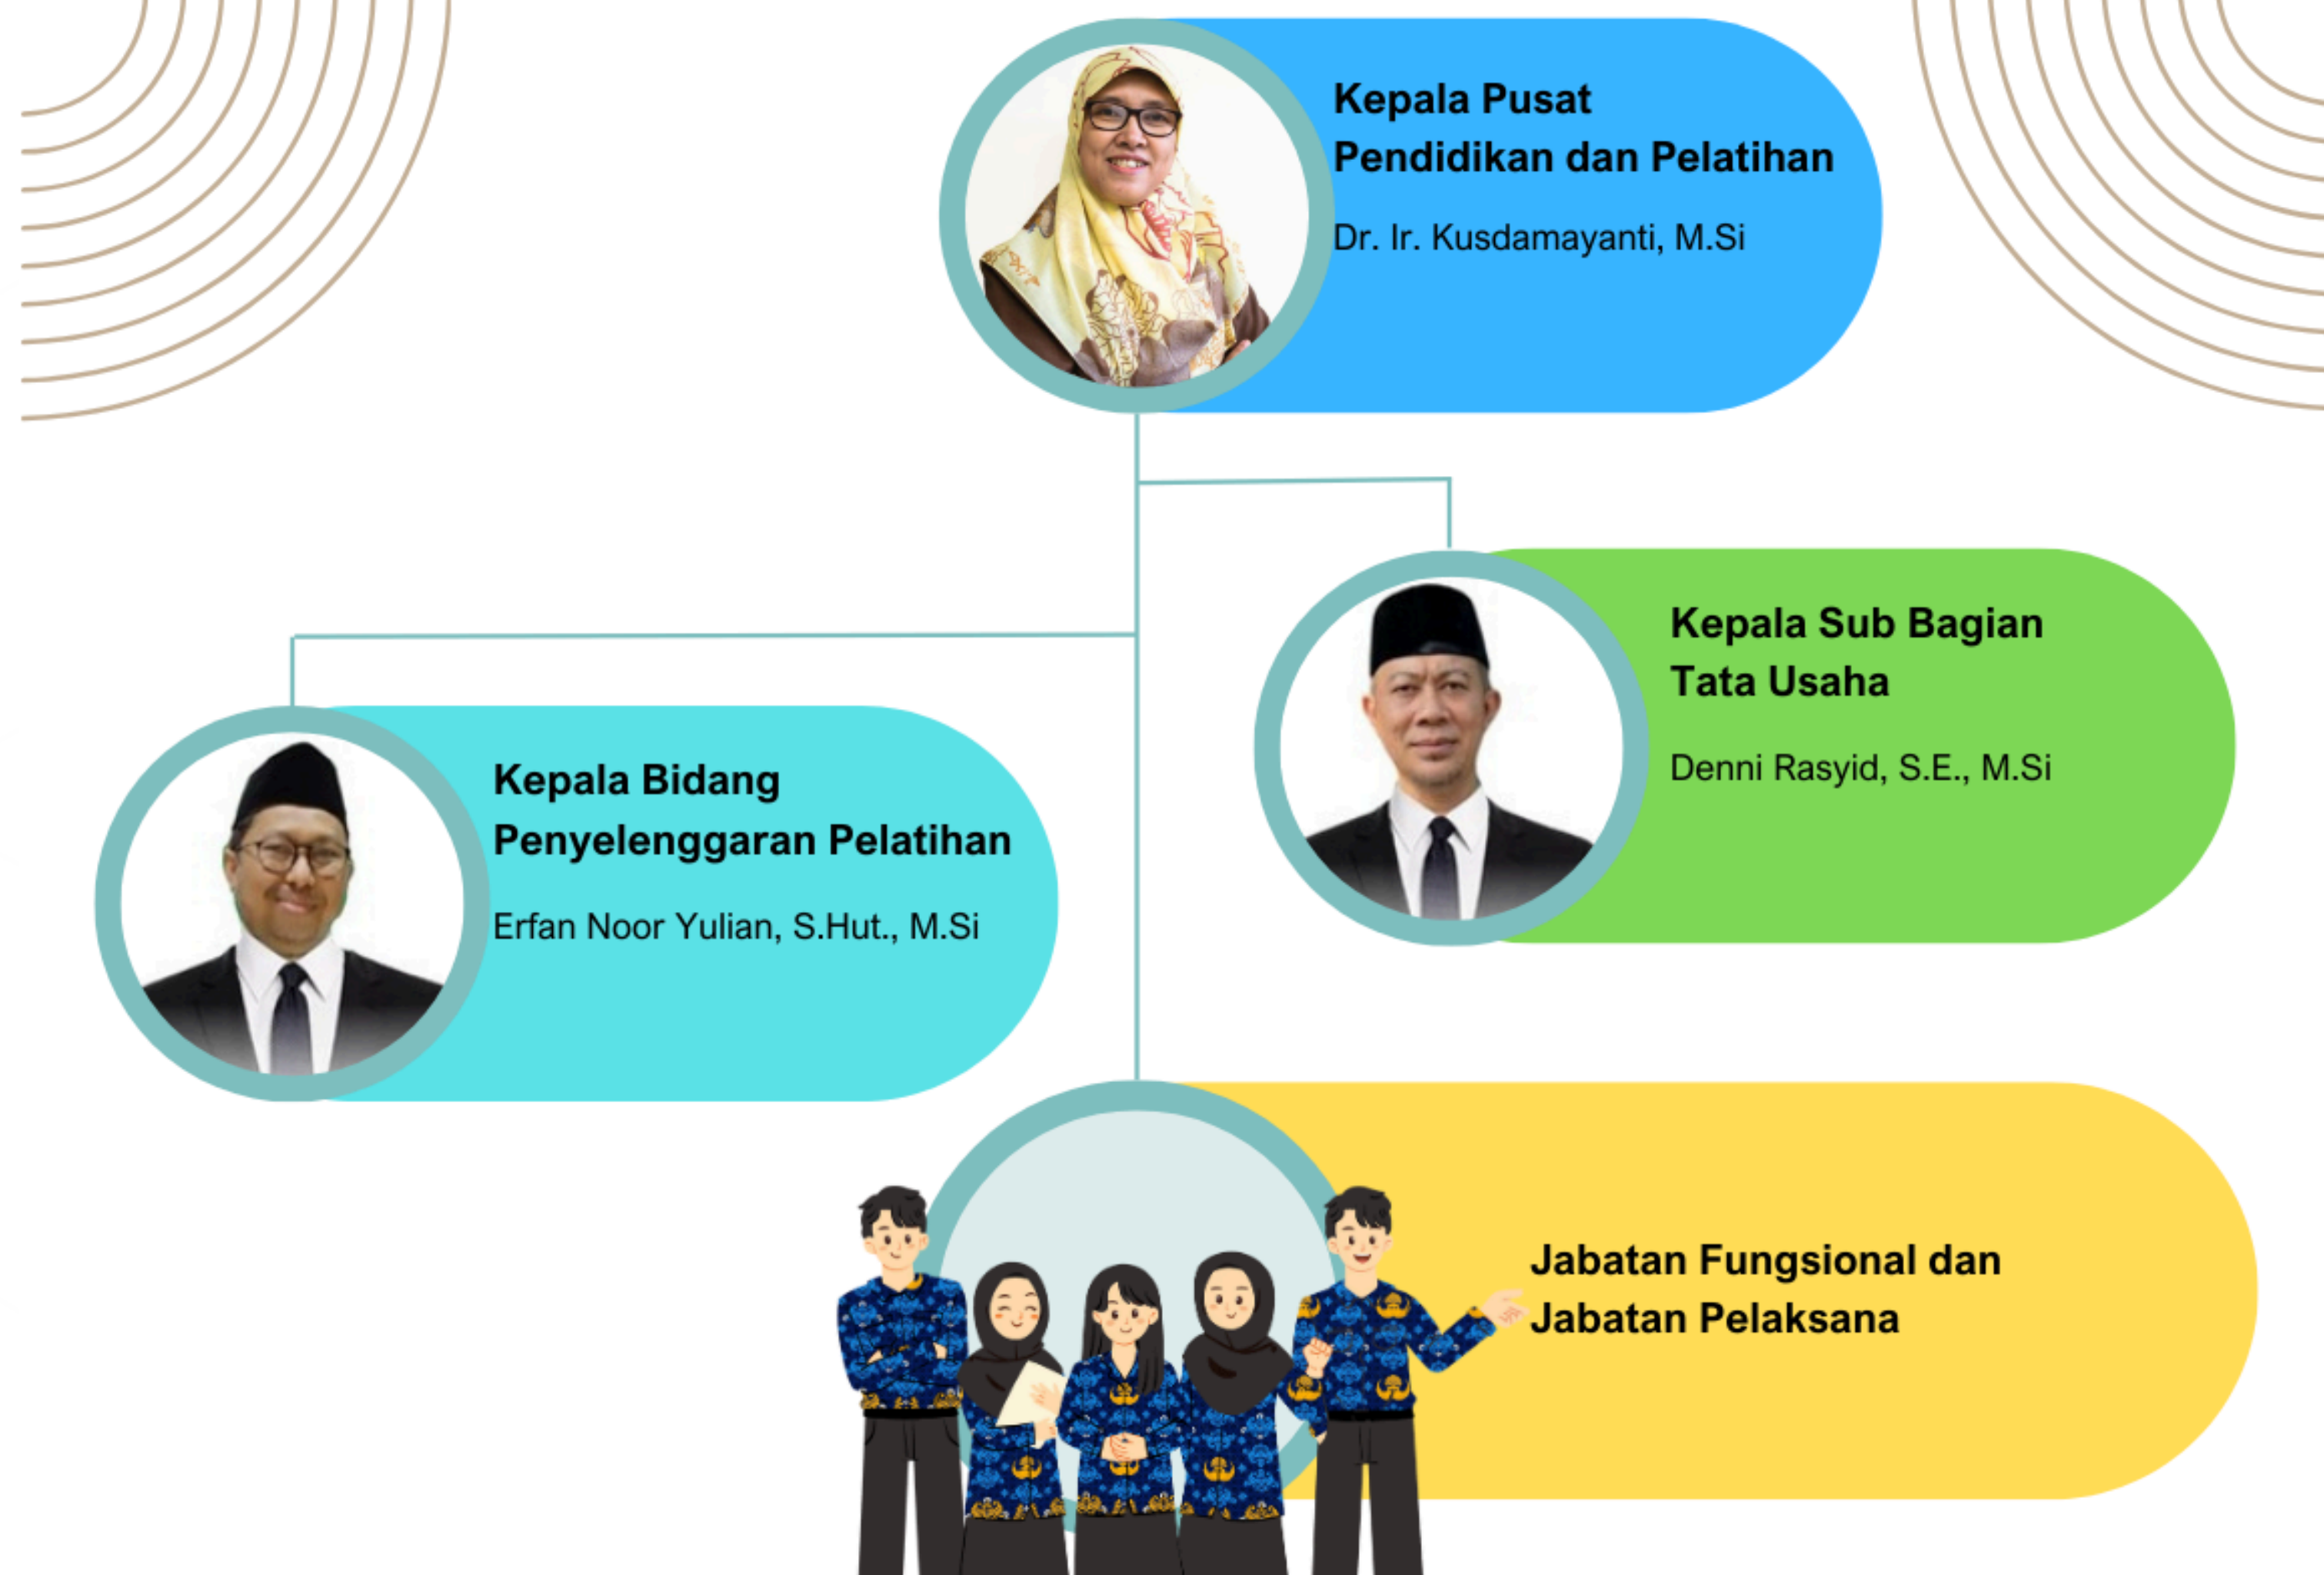 Kepala Pusat
Pendidikan dan Pelatihan
Dr. Ir. Kusdamayanti, M.Si
Kepala Sub Bagian
Tata Usaha
Denni Rasyid, S.E., M.Si
Kepala Bidang
Penyelenggaran Pelatihan
Erfan Noor Yulian, S.Hut., M.Si
Jabatan Fungsional dan
Jabatan Pelaksana